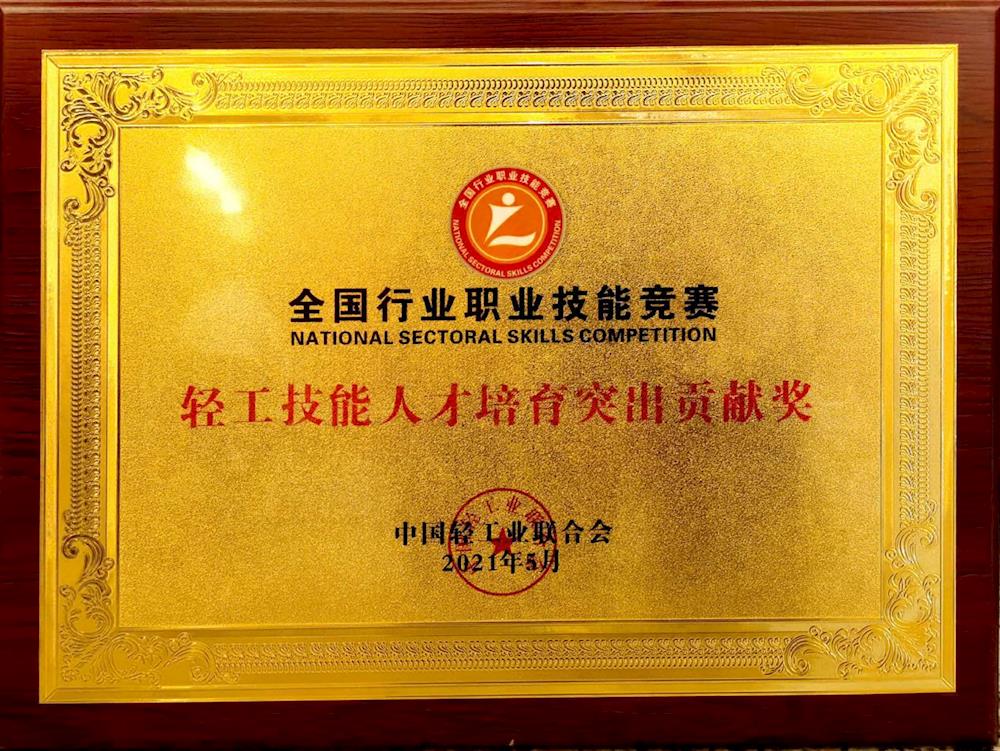 全国行业职业技能竞赛
NATIONAL SECTORAL SKILLS COMPETITION
全国行业职业技能竞赛
NATIONAL SECTORAL SKILLS COMPETITION
轻工技能人才培育突出贡献奖
中国轻工业联合会
2021年5月